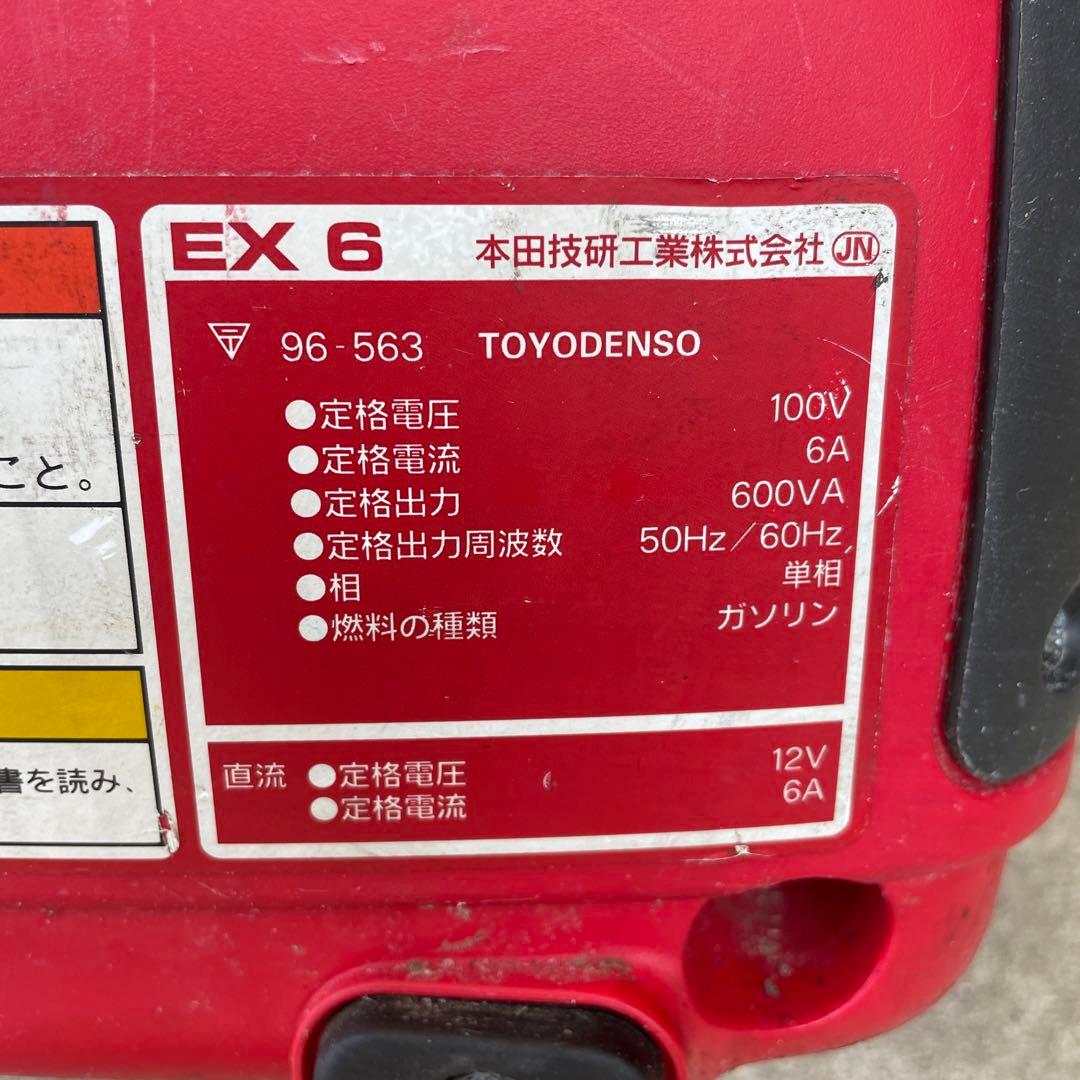 EX 6 本田技研工業株式会社 JN
〒 96-563 TOYODENSO
●定格電圧 100V
●定格電流 6A
●定格出力 600VA
●定格出力周波数 50Hz/60Hz
●相 単相
●燃料の種類 ガソリン
直流 ●定格電圧 12V
●定格電流 6A
こと。
書を読み、